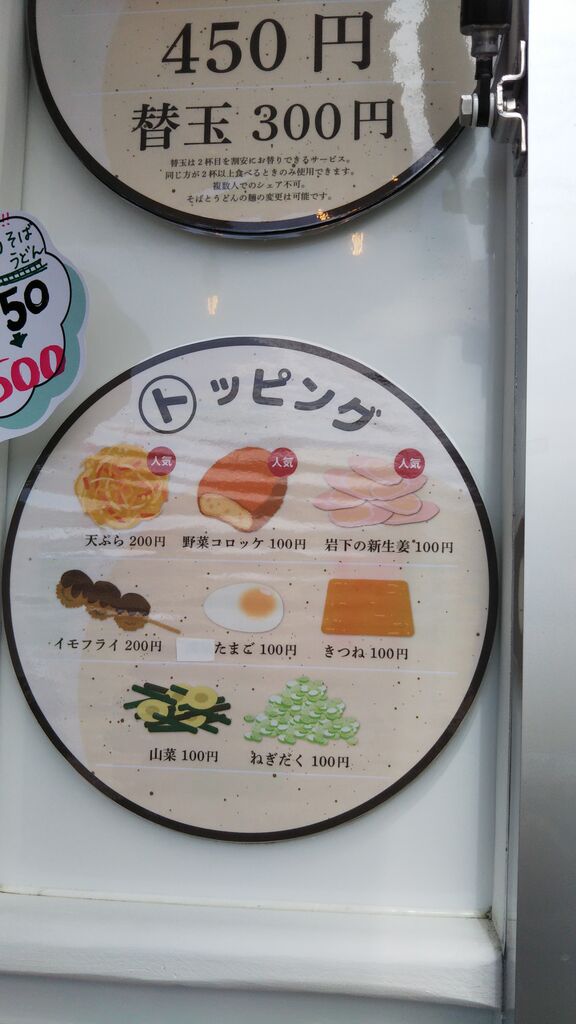 450円
替玉 300円
替玉は2杯目を割安にお替りできるサービス。
同じ方が2杯以上食べるときのみ使用できます。
複数人でのシェア不可。
そばとうどんの麺の変更は可能です。
!!
そば
うどん
50
500
トッピング
人気
人気
人気
天ぷら 200円
野菜コロッケ 100円
岩下の新生姜 100円
イモフライ 200円
たまご 100円
きつね 100円
山菜 100円
ねぎだく 100円